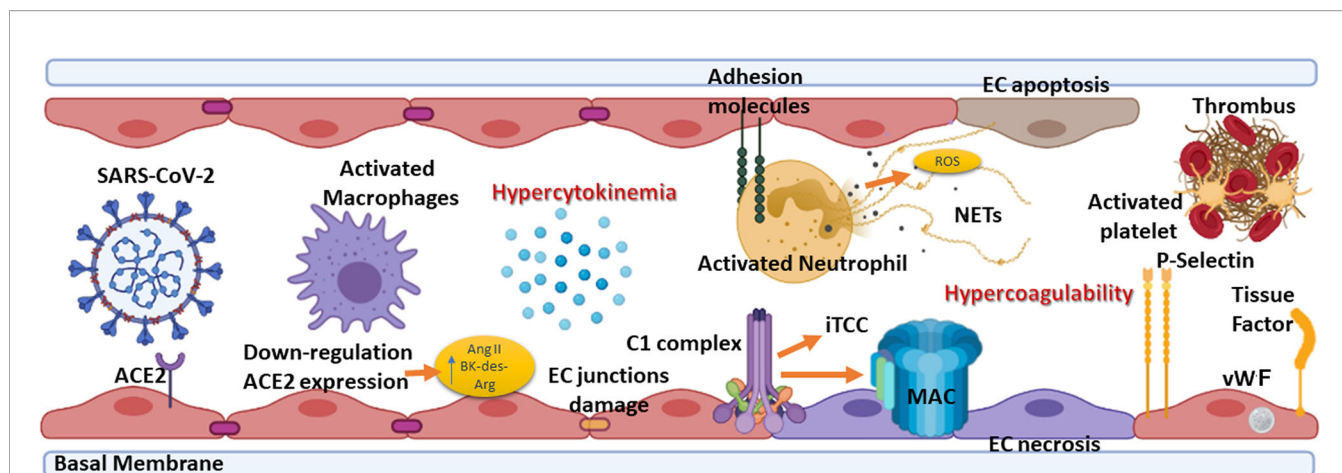 Adhesion
molecules
EC apoptosis
Thrombus
SARS-CoV-2
Activated
Macrophages
Hypercytokinemia
ROS
NETs
Activated
platelet
Activated Neutrophil
P-Selectin
Hypercoagulability
Tissue
Factor
C1 complex
iTCC
Down-regulation
ACE2 expression
Ang II
BK-des-
Arg
ACE2
EC junctions
damage
MAC
vWF
EC necrosis
Basal Membrane